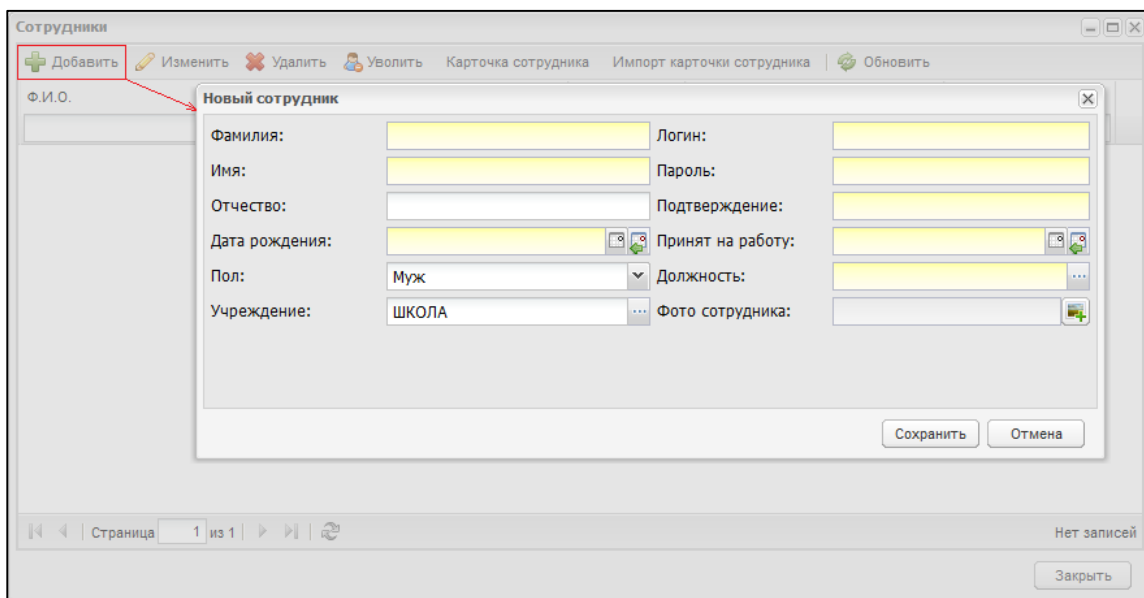 Сотрудники
Добавить Изменить Удалить Уволить Карточка сотрудника Импорт карточки сотрудника Обновить
Ф.И.О.
Новый сотрудник
Фамилия: Логин:
Имя: Пароль:
Отчество: Подтверждение:
Дата рождения: Принят на работу:
Пол: Муж Должность:
Учреждение: ШКОЛА Фото сотрудника:
Сохранить Отмена
Страница 1 из 1 Нет записей
Закрыть